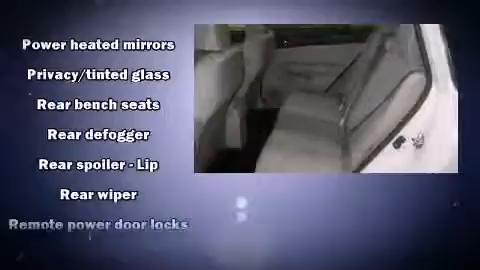 Power heated mirrors
Privacy/tinted glass
Rear bench seats
Rear defogger
Rear spoiler - Lip
Rear wiper
Remote power door locks